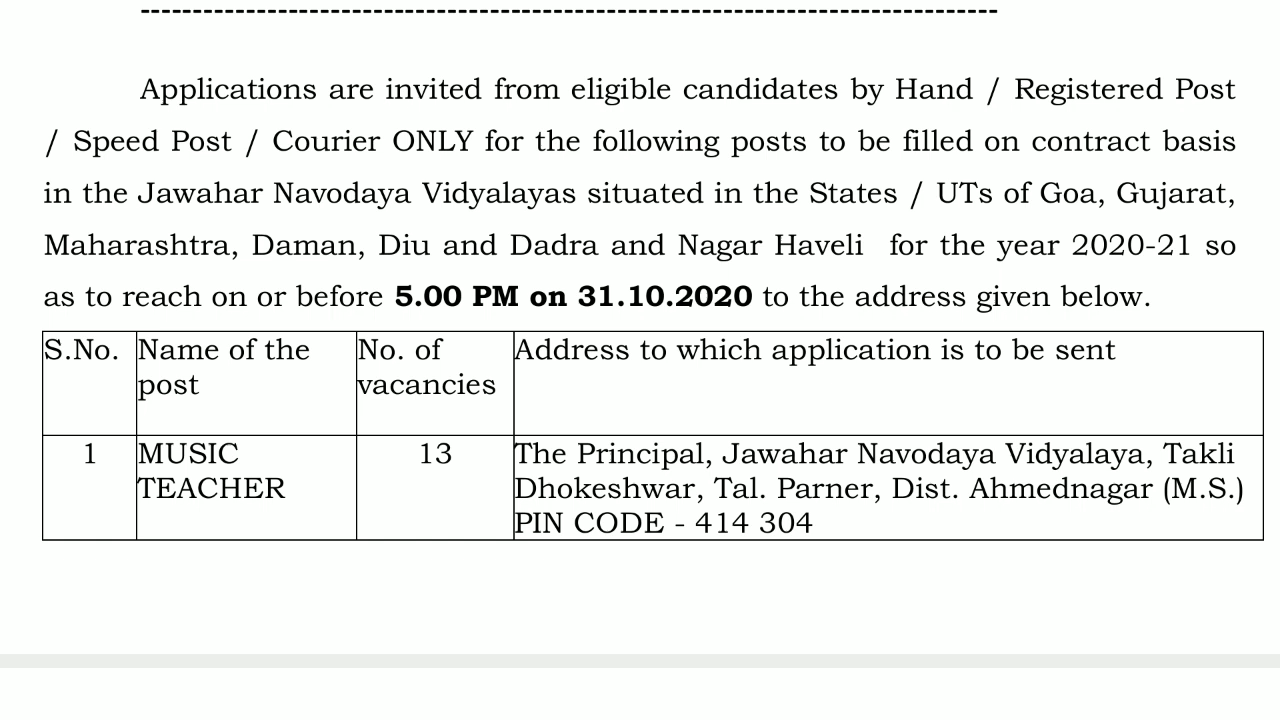 --------------------------------------------------------------------------------
Applications are invited from eligible candidates by Hand / Registered Post
/ Speed Post / Courier ONLY for the following posts to be filled on contract basis
in the Jawahar Navodaya Vidyalayas situated in the States / UTs of Goa, Gujarat,
Maharashtra, Daman, Diu and Dadra and Nagar Haveli for the year 2020-21 so
as to reach on or before 5.00 PM on 31.10.2020 to the address given below.
S.No. Name of the No. of Address to which application is to be sent
post vacancies
1 MUSIC 13 The Principal, Jawahar Navodaya Vidyalaya, Takli
TEACHER Dhokeshwar, Tal. Parner, Dist. Ahmednagar (M.S.)
PIN CODE - 414 304